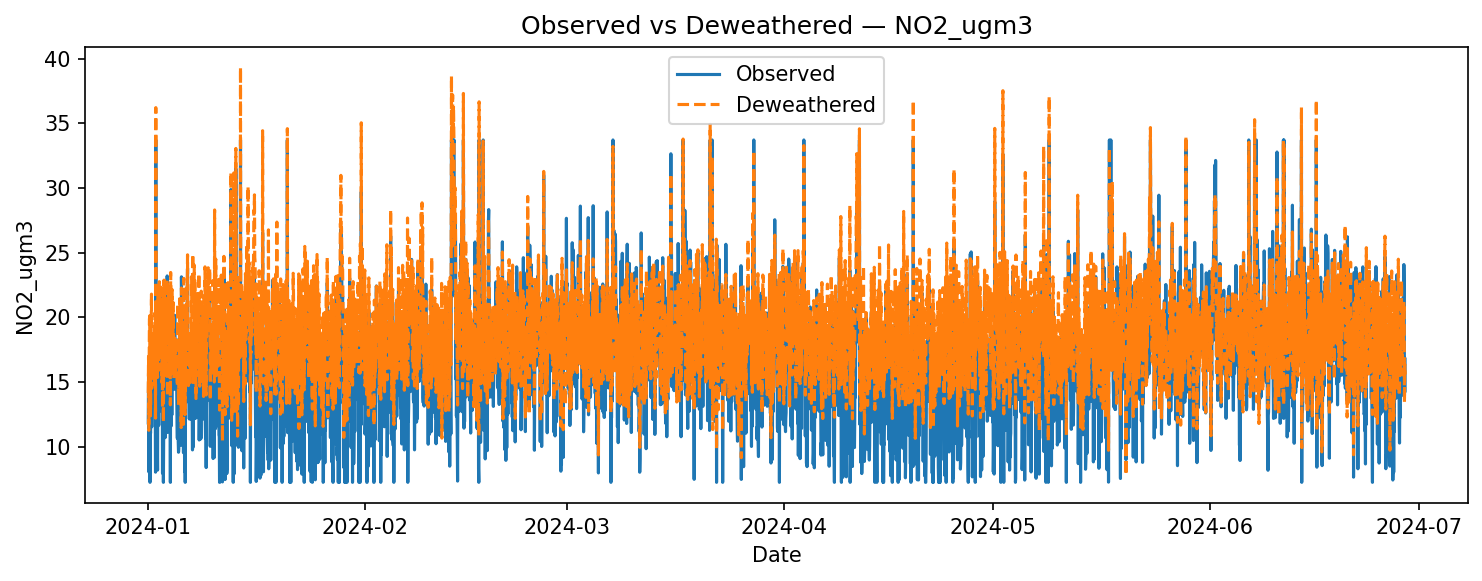 Observed vs Deweathered — NO2_ugm3
Observed
Deweathered
NO2_ugm3
40
35
30
25
20
15
10
2024-01
2024-02
2024-03
2024-04
2024-05
2024-06
2024-07
Date